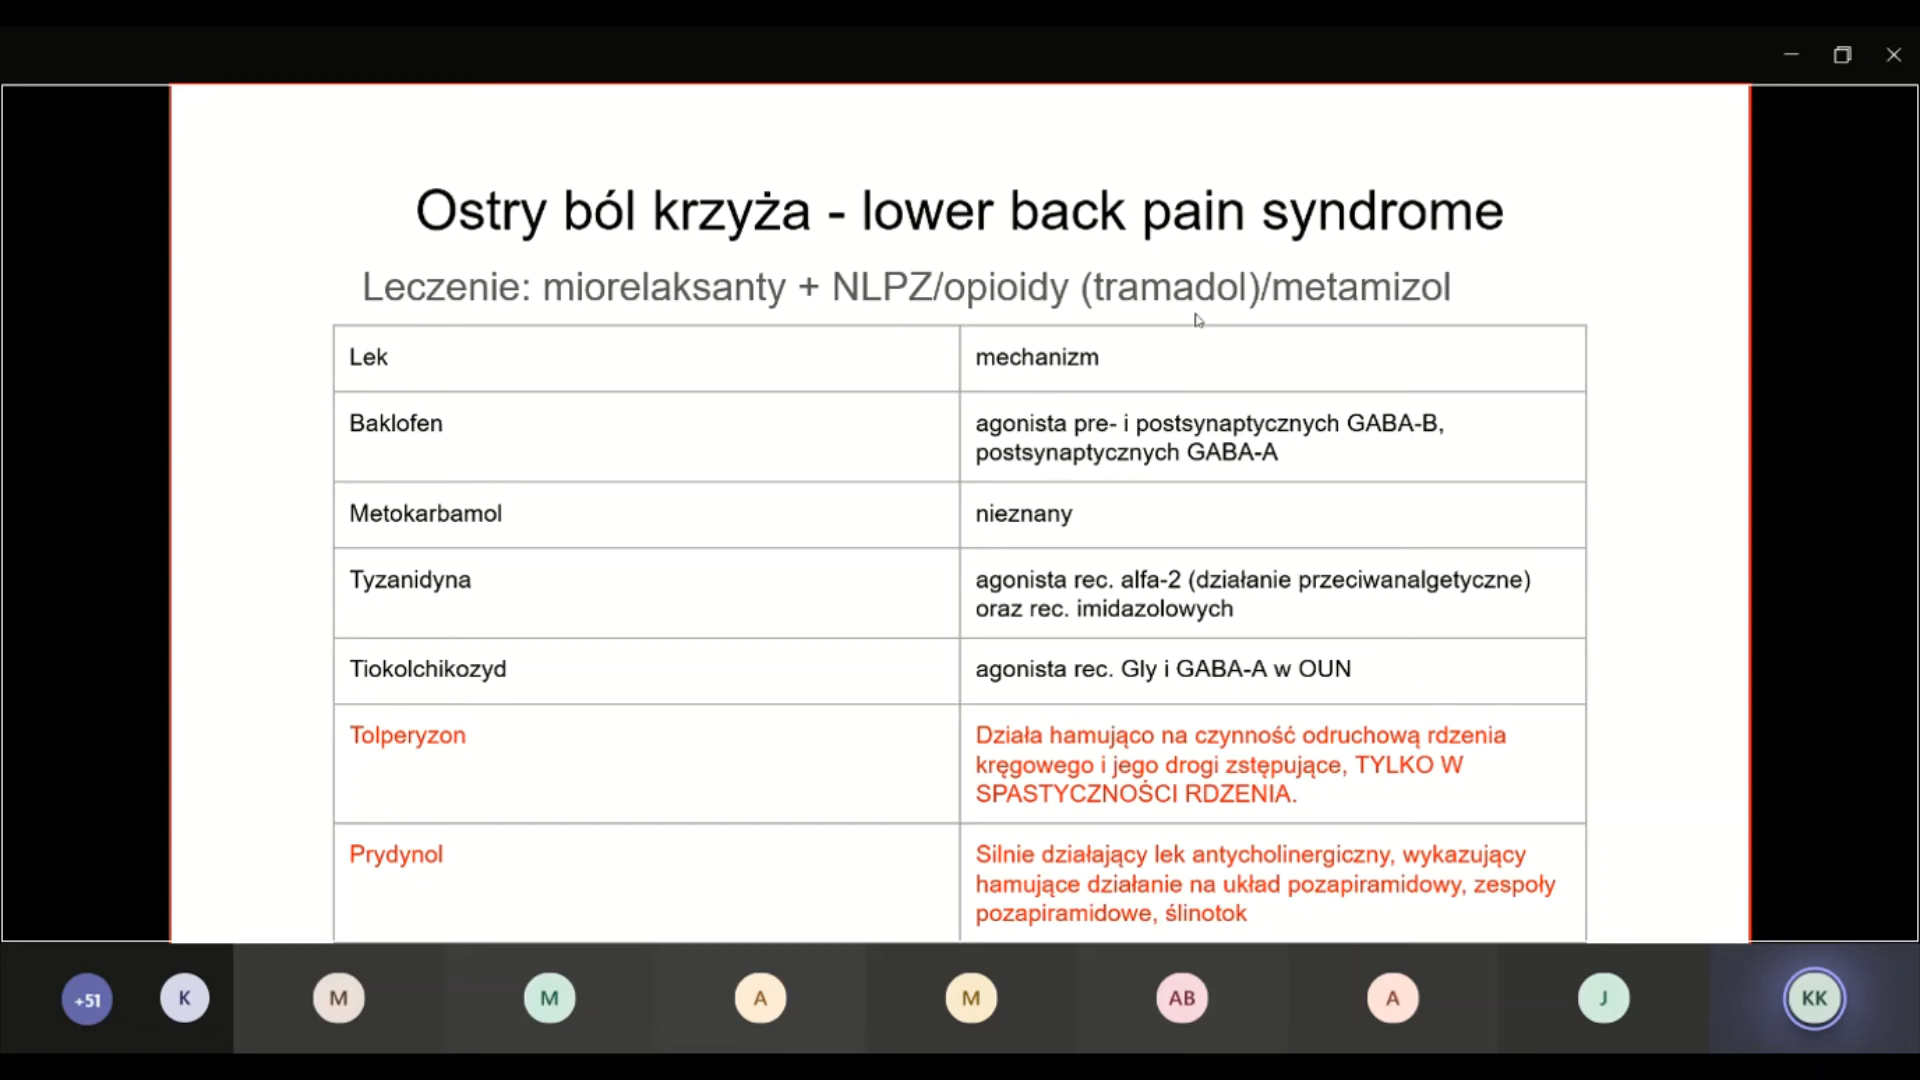 Ostry ból krzyża - lower back pain syndrome
Leczenie: miorelaksanty + NLPZ/opioidy (tramadol)/metamizol
Lek
mechanizm
Baklofen
agonista pre- i postsynaptycznych GABA-B,
postsynaptycznych GABA-A
Metokarbamol
nieznany
Tyzanidyna
agonista rec. alfa-2 (działanie przeciwanalgetyczne)
oraz rec. imidazolowych
Tiokolchikozyd
agonista rec. Gly i GABA-A w OUN
Tolperyzon
Działa hamująco na czynność odruchową rdzenia
kręgowego i jego drogi zstępujące, TYLKO W
SPASTYCZNOŚCI RDZENIA.
Prydynol
Silnie działający lek antycholinergiczny, wykazujący
hamujące działanie na układ pozapiramidowy, zespoły
pozapiramidowe, ślinotok
+51
K
M
M
A
M
AB
A
J
KK